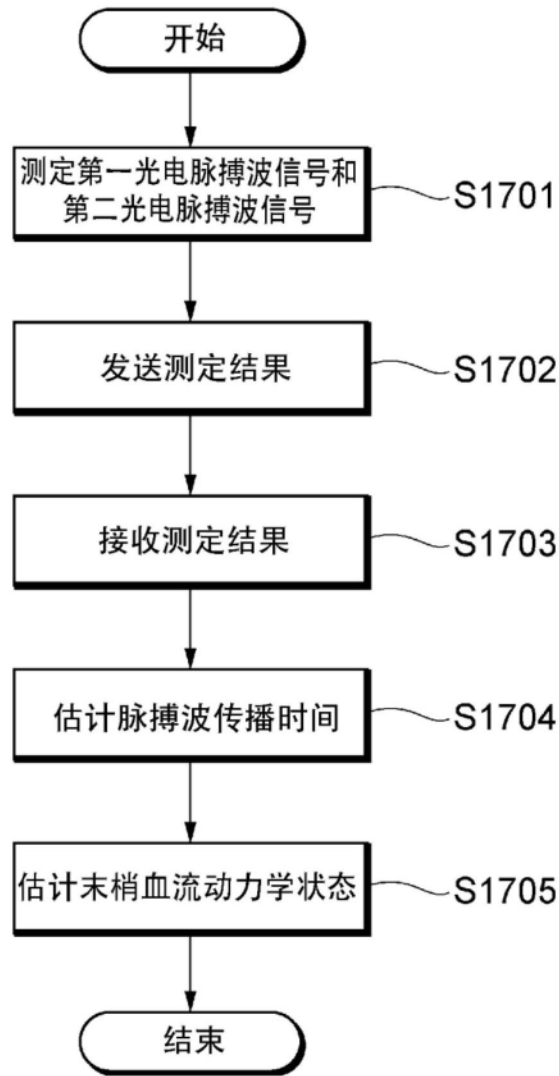 开始
测定第一光电脉搏波信号和
第二光电脉搏波信号
S1701
发送测定结果
S1702
接收测定结果
S1703
估计脉搏波传播时间
S1704
估计末梢血流动力学状态
S1705
结束